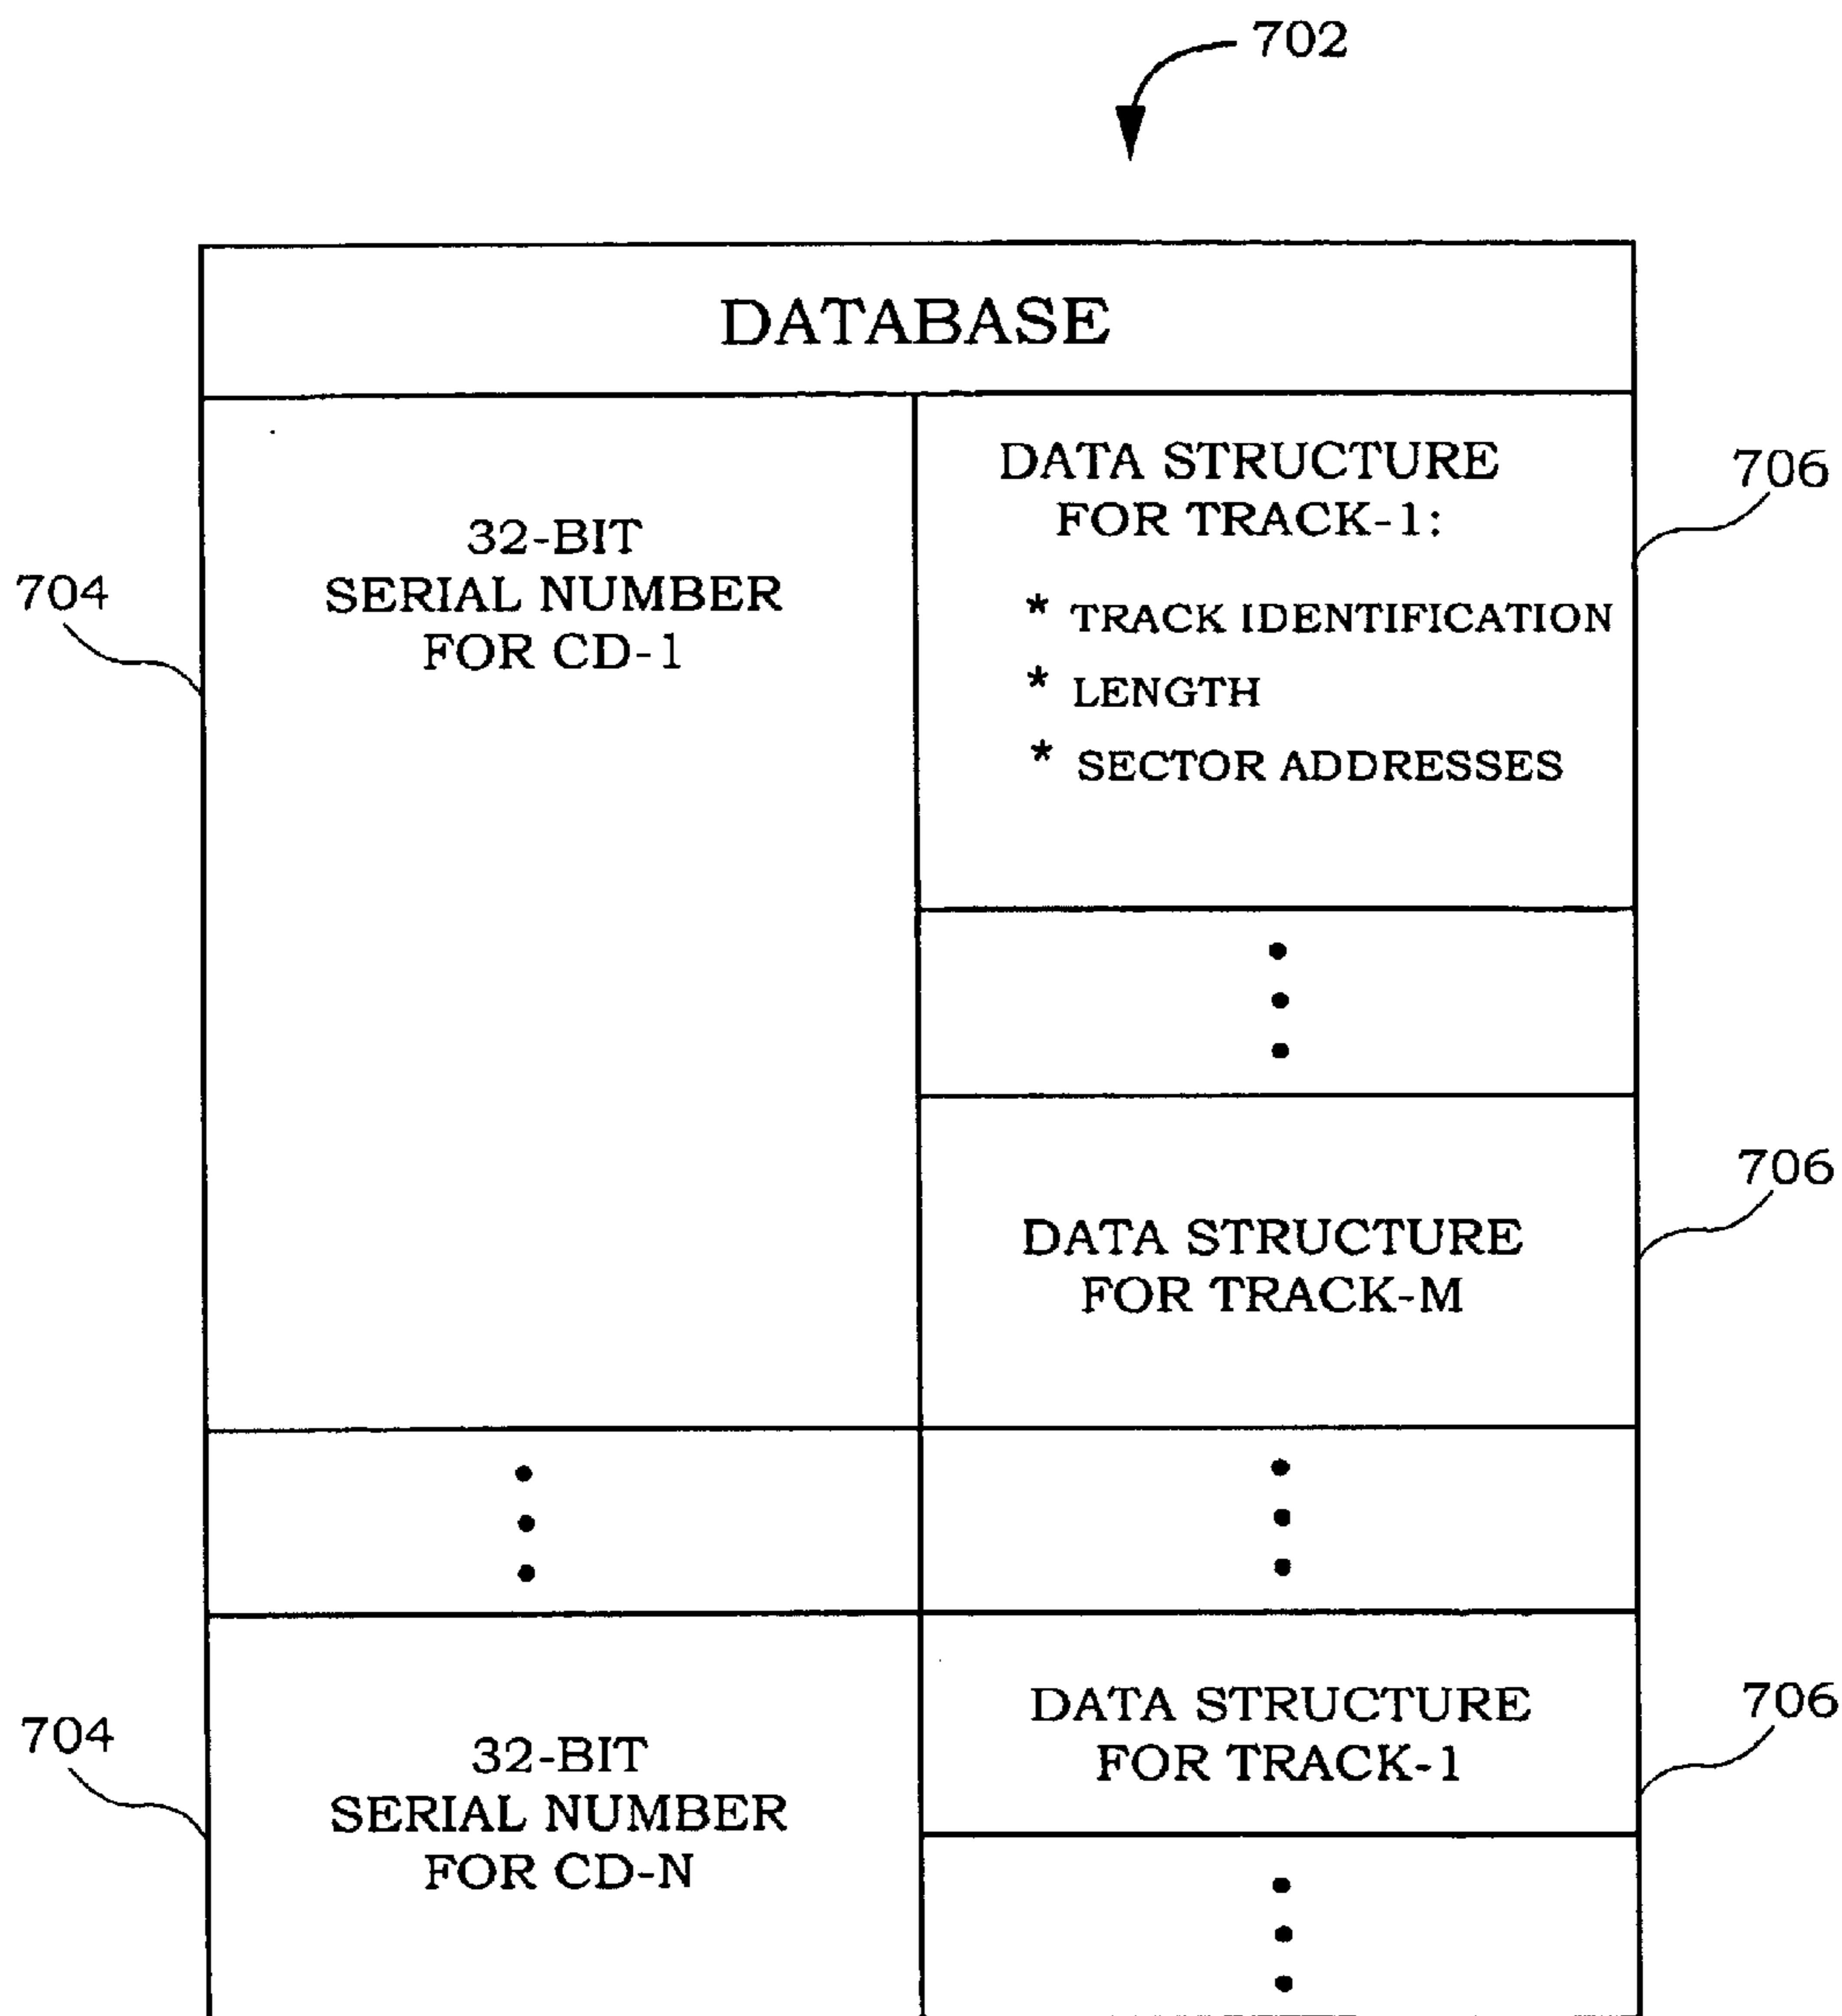 702
DATABASE
32-BIT
SERIAL NUMBER
FOR CD-1
704
DATA STRUCTURE
FOR TRACK-1:
* TRACK IDENTIFICATION
* LENGTH
* SECTOR ADDRESSES
706
DATA STRUCTURE
FOR TRACK-M
706
32-BIT
SERIAL NUMBER
FOR CD-N
704
DATA STRUCTURE
FOR TRACK-1
706